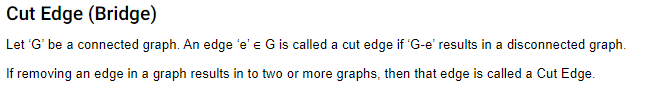 Cut Edge (Bridge)
Let 'G' be a connected graph. An edge 'e' ∈ G is called a cut edge if 'G-e' results in a disconnected graph.
If removing an edge in a graph results in to two or more graphs, then that edge is called a Cut Edge.